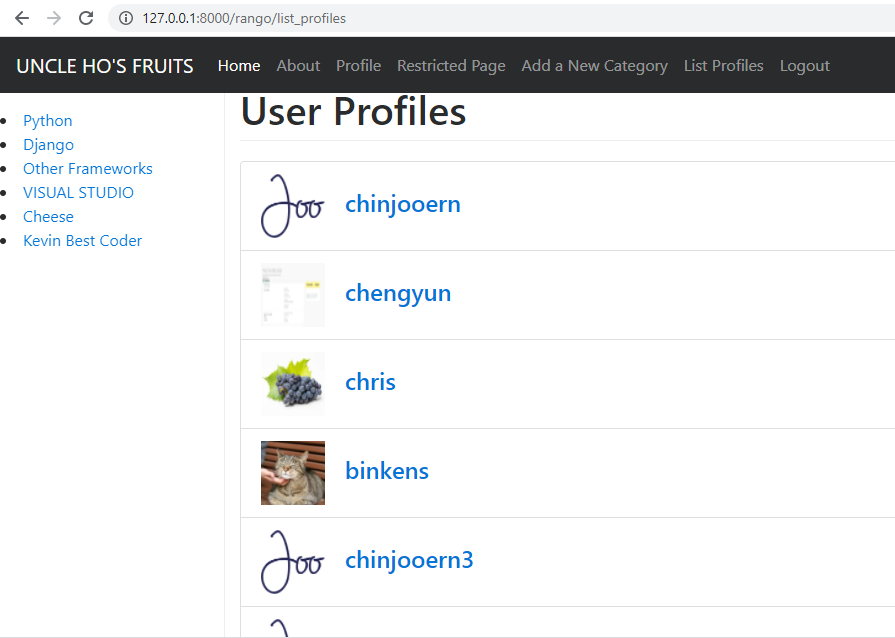 127.0.0.1:8000/rango/list_profiles
UNCLE HO'S FRUITS Home About Profile Restricted Page Add a New Category List Profiles Logout
Python
Django
Other Frameworks
VISUAL STUDIO
Cheese
Kevin Best Coder
User Profiles
Joo chinjooern
chengyun
chris
binkens
Joo chinjooern3